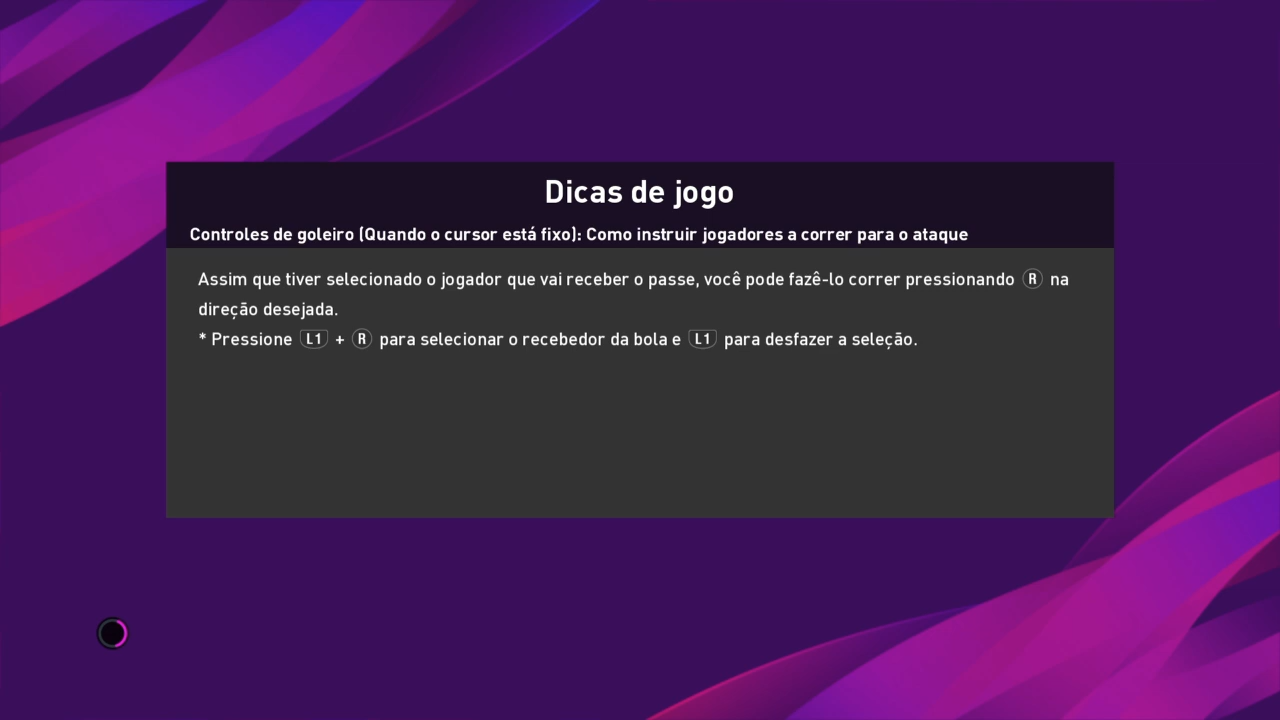 Dicas de jogo
Controles de goleiro (Quando o cursor está fixo): Como instruir jogadores a correr para o ataque
Assim que tiver selecionado o jogador que vai receber o passe, você pode fazê-lo correr pressionando R na
direção desejada.
* Pressione L1 + R para selecionar o recebedor da bola e L1 para desfazer a seleção.